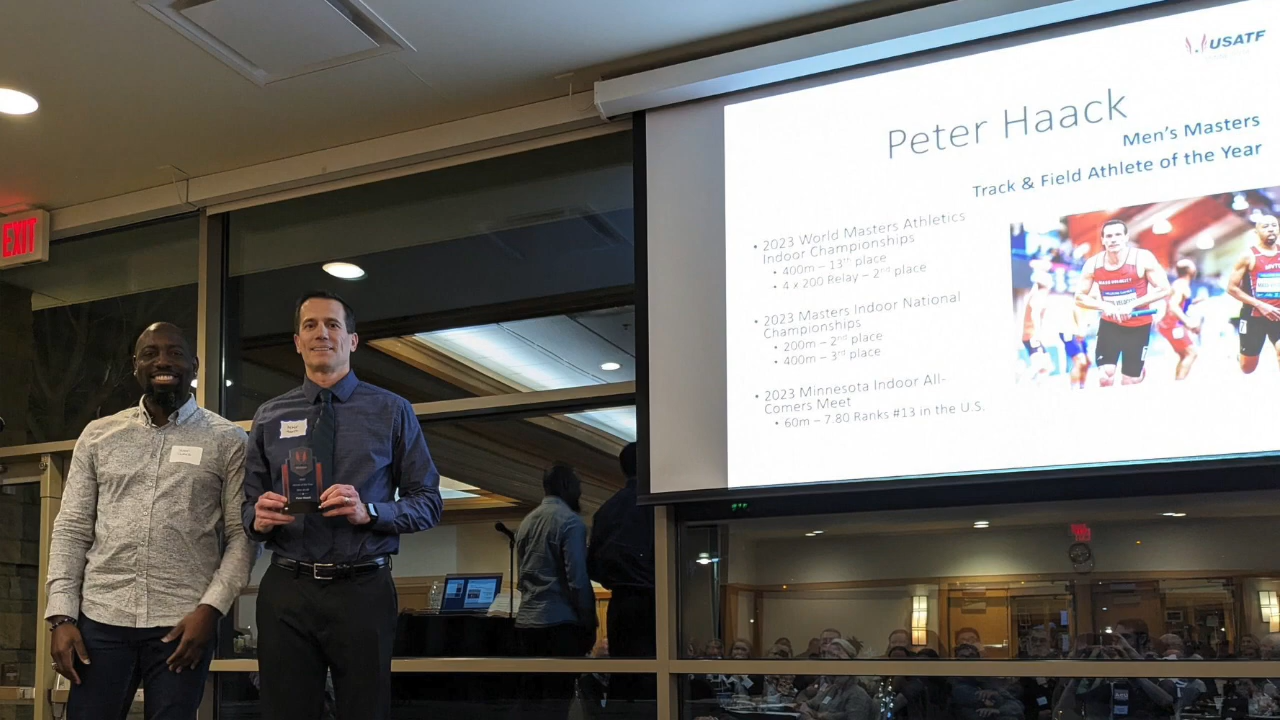 USATF
Peter Haack
Men's Masters
Track & Field Athlete of the Year
• 2023 World Masters Athletics
Indoor Championships
• 400m – 13th place
• 4 x 200 Relay – 2nd place
• 2023 Masters Indoor National
Championships
• 200m – 2nd place
• 400m – 3rd place
• 2023 Minnesota Indoor All-
Comers Meet
• 60m – 7.80 Ranks #13 in the U.S.
EXIT